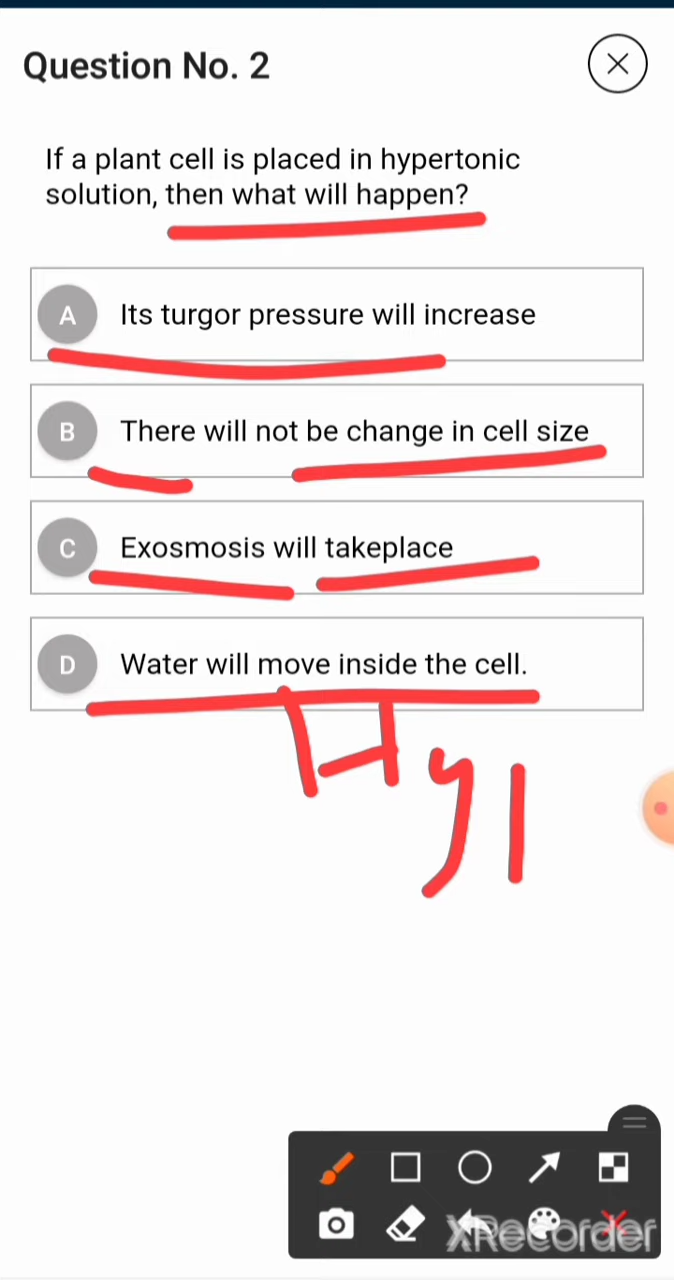 Question No. 2
If a plant cell is placed in hypertonic
solution, then what will happen?
A Its turgor pressure will increase
B There will not be change in cell size
C Exosmosis will takeplace
D Water will move inside the cell.
Hyl
XRecorder